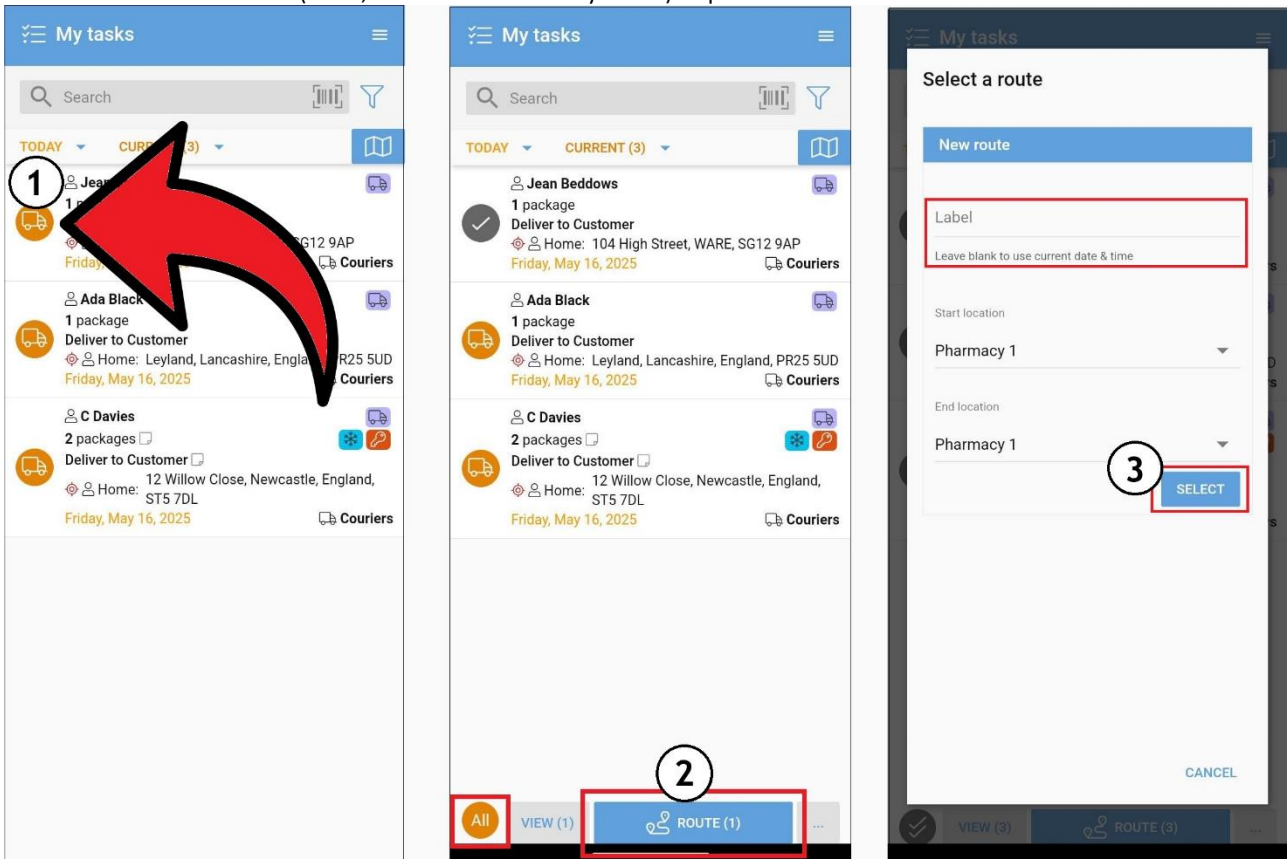 My tasks
Search
TODAY
CURR (3)
1
Jea
1 p
G12 9AP
Friday,
Couriers
Ada Black
1 package
Deliver to Customer
Home: Leyland, Lancashire, Engla PR25 5UD
Friday, May 16, 2025
Couriers
C Davies
2 packages
Deliver to Customer
Home: 12 Willow Close, Newcastle, England,
ST5 7DL
Friday, May 16, 2025 Couriers
My tasks
Search
TODAY CURRENT (3)
Jean Beddows
1 package
Deliver to Customer
Home: 104 High Street, WARE, SG12 9AP
Friday, May 16, 2025 Couriers
Ada Black
1 package
Deliver to Customer
Home: Leyland, Lancashire, England, PR25 5UD
Friday, May 16, 2025 Couriers
C Davies
2 packages
Deliver to Customer
Home: 12 Willow Close, Newcastle, England,
ST5 7DL
Friday, May 16, 2025 Couriers
2
All VIEW (1) ROUTE (1) ...
My tasks
Select a route
New route
Label
Leave blank to use current date & time
Start location
Pharmacy 1
End location
Pharmacy 1
3
SELECT
CANCEL
VIEW (3) ROUTE (3) ...